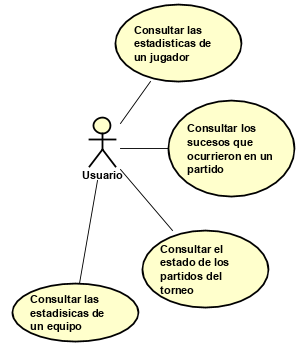 Consultar las
estadisticas de
un jugador
Consultar los
sucesos que
ocurrieron en un
partido
Usuario
Consultar el
estado de los
partidos del
torneo
Consultar las
estadisicas de
un equipo